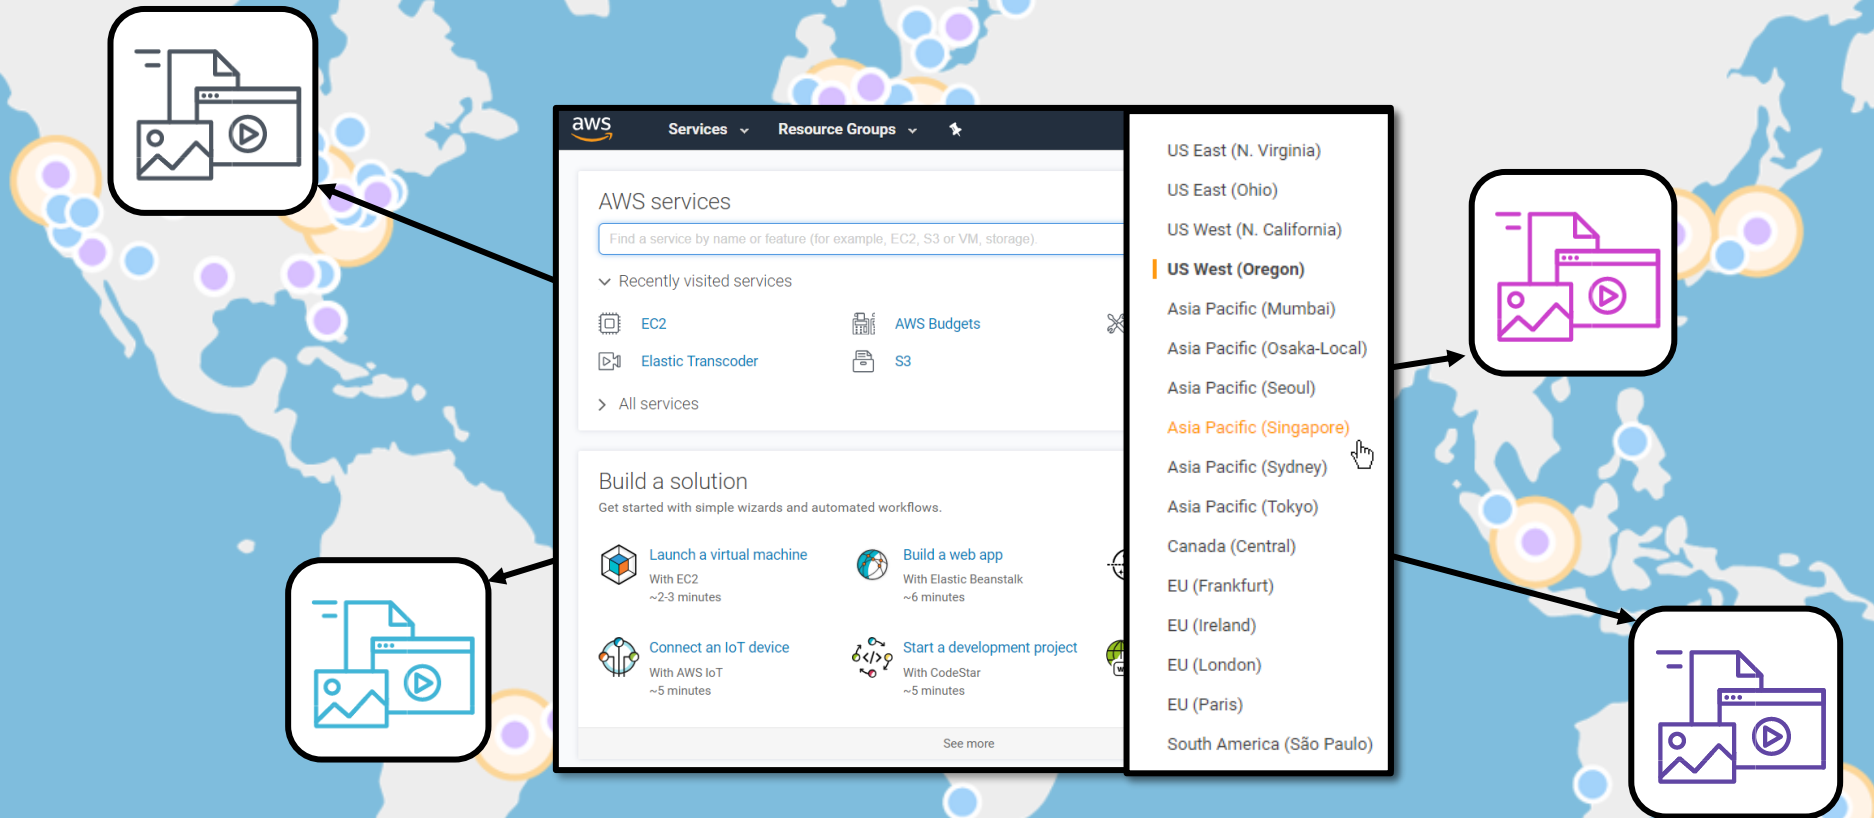 aws
Services
Resource Groups
AWS services
Find a service by name or feature (for example, EC2, S3 or VM, storage).
Recently visited services
EC2
AWS Budgets
Elastic Transcoder
S3
All services
Build a solution
Get started with simple wizards and automated workflows.
Launch a virtual machine
With EC2
~2-3 minutes
Build a web app
With Elastic Beanstalk
~6 minutes
Connect an IoT device
With AWS IoT
~5 minutes
Start a development project
With CodeStar
~5 minutes
See more
US East (N. Virginia)
US East (Ohio)
US West (N. California)
US West (Oregon)
Asia Pacific (Mumbai)
Asia Pacific (Osaka-Local)
Asia Pacific (Seoul)
Asia Pacific (Singapore)
Asia Pacific (Sydney)
Asia Pacific (Tokyo)
Canada (Central)
EU (Frankfurt)
EU (Ireland)
EU (London)
EU (Paris)
South America (São Paulo)